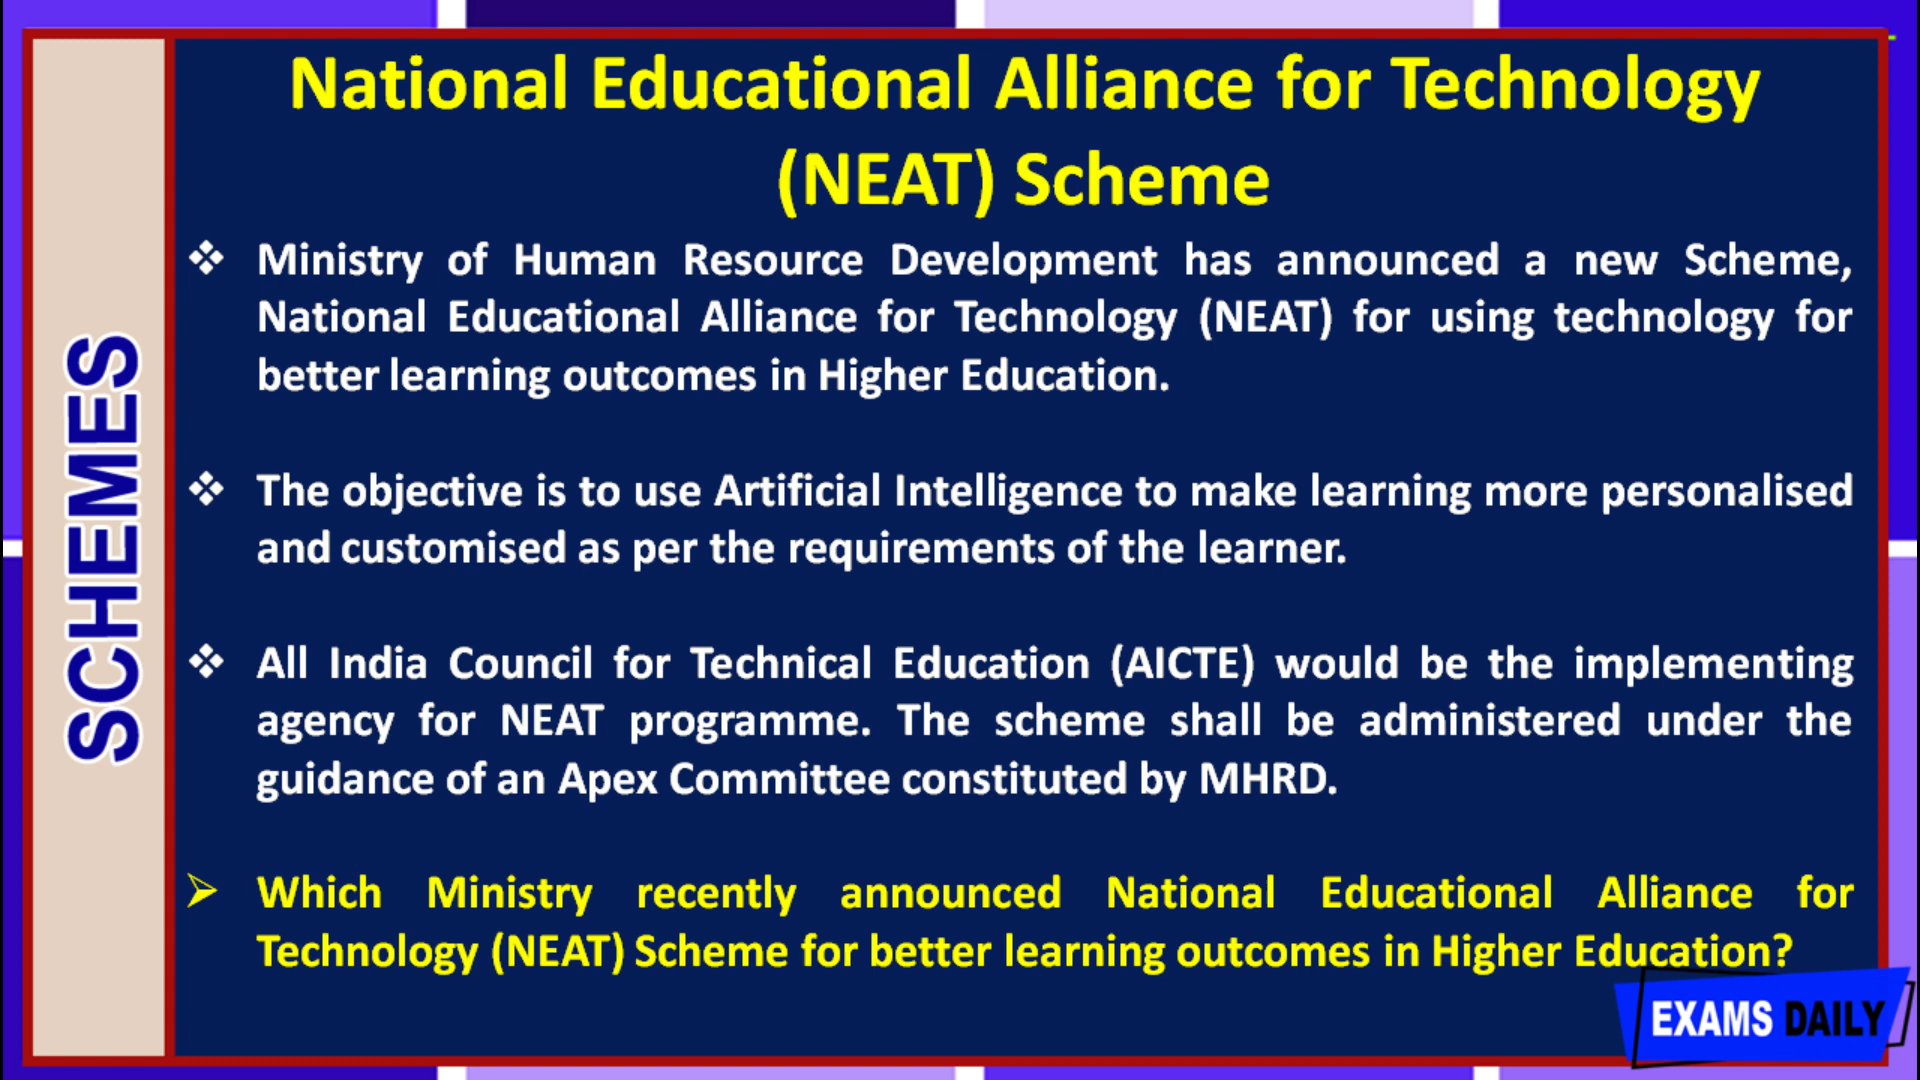 National Educational Alliance for Technology
(NEAT) Scheme
SCHEMES
❖ Ministry of Human Resource Development has announced a new Scheme,
National Educational Alliance for Technology (NEAT) for using technology for
better learning outcomes in Higher Education.
❖ The objective is to use Artificial Intelligence to make learning more personalised
and customised as per the requirements of the learner.
❖ All India Council for Technical Education (AICTE) would be the implementing
agency for NEAT programme. The scheme shall be administered under the
guidance of an Apex Committee constituted by MHRD.
➢ Which Ministry recently announced National Educational Alliance for
Technology (NEAT) Scheme for better learning outcomes in Higher Education?
EXAMS DAILY